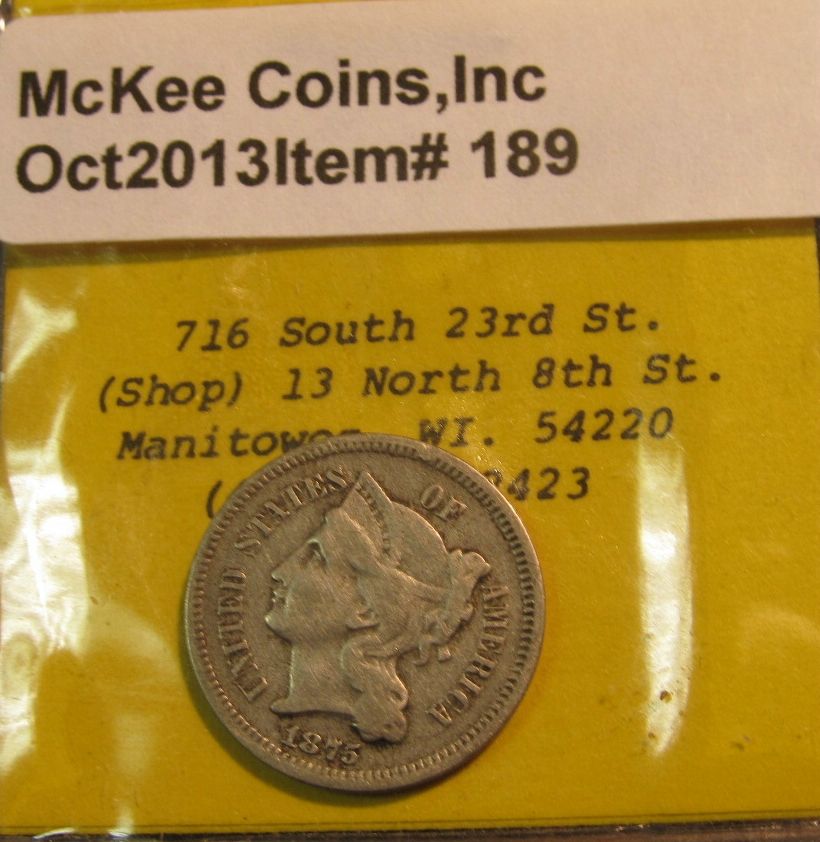 McKee Coins,Inc
Oct2013Item# 189
716 South 23rd St.
(Shop) 13 North 8th St.
WI. 54220
UNITED STATES OF AMERICA
1875